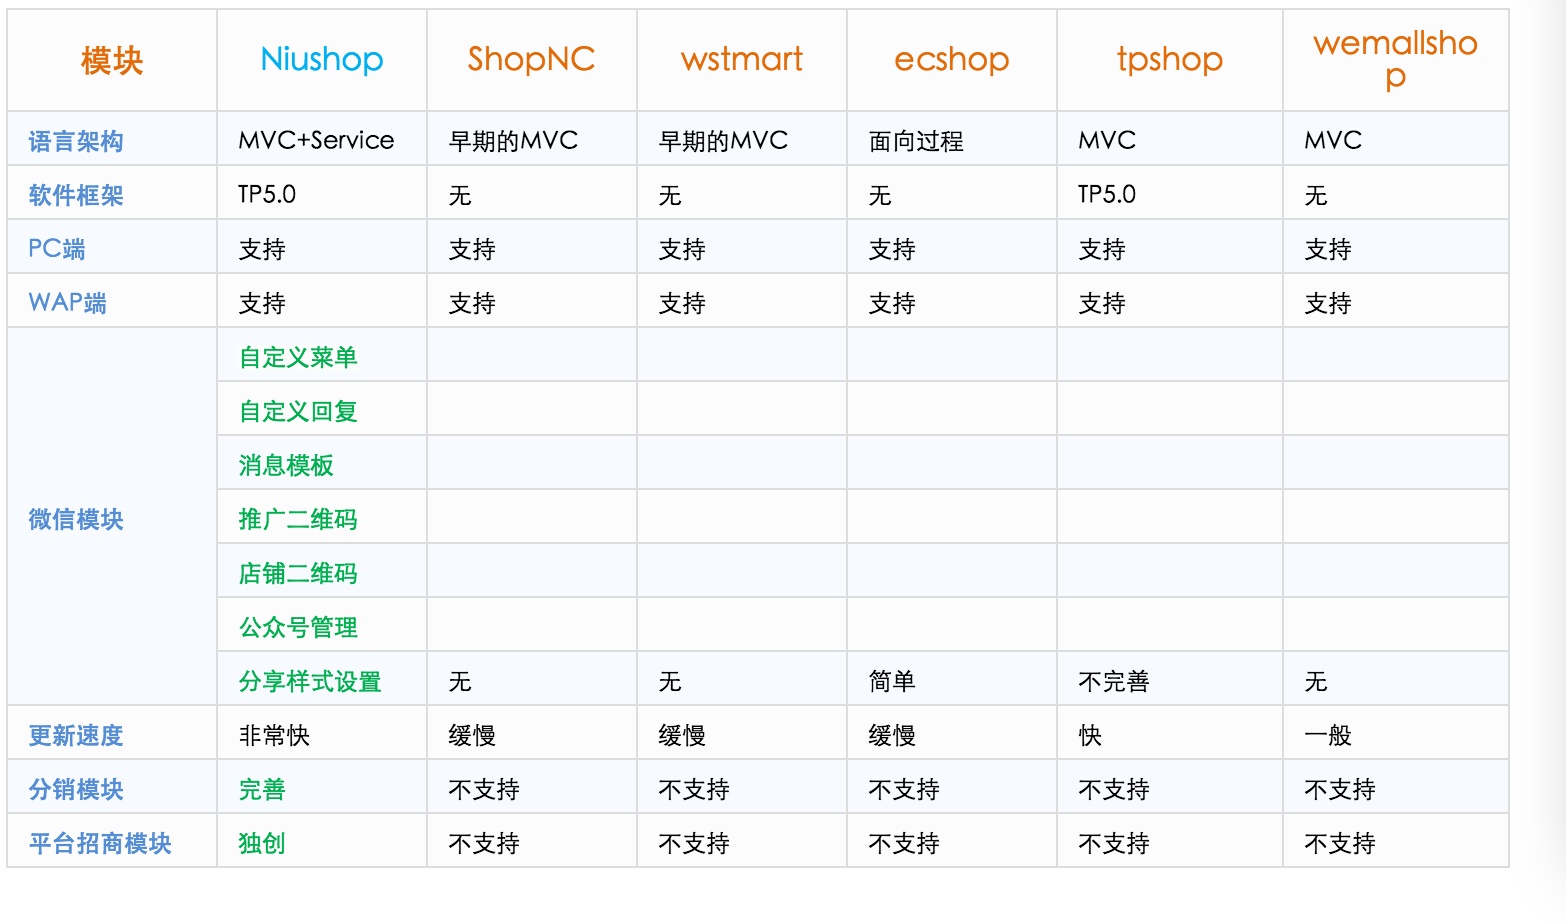 模块 Niushop ShopNC wstmart ecshop tpshop wemallsho
p
语言架构 MVC+Service 早期的MVC 早期的MVC 面向过程 MVC MVC
软件框架 TP5.0 无 无 无 TP5.0 无
PC端 支持 支持 支持 支持 支持 支持
WAP端 支持 支持 支持 支持 支持 支持
自定义菜单
自定义回复
消息模板
微信模块 推广二维码
店铺二维码
公众号管理
分享样式设置 无 无 简单 不完善 无
更新速度 非常快 缓慢 缓慢 缓慢 快 一般
分销模块 完善 不支持 不支持 不支持 不支持 不支持
平台招商模块 独创 不支持 不支持 不支持 不支持 不支持